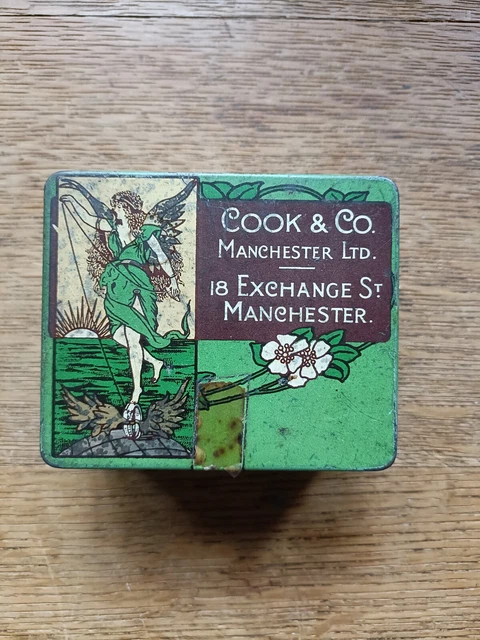 COOK & CO.
MANCHESTER LTD.
18 EXCHANGE ST
MANCHESTER.